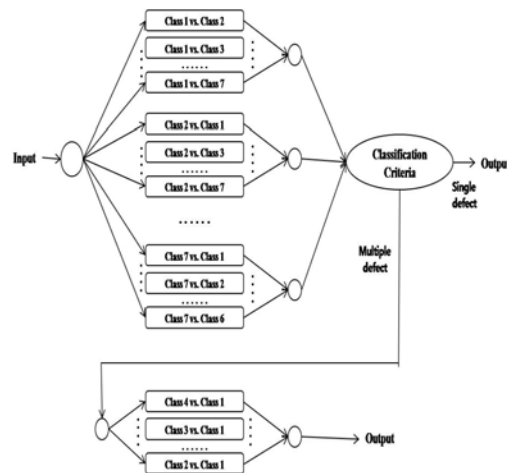 Class 1 vs. Class 2
Class 1 vs. Class 3
......
Class 1 vs. Class 7
Class 2 vs. Class 1
Class 2 vs. Class 3
......
Class 2 vs. Class 7
Input
Classification
Criteria
Output
Single
defect
......
Multiple
defect
Class 7 vs. Class 1
Class 7 vs. Class 2
......
Class 7 vs. Class 6
Class 4 vs. Class 1
Class 3 vs. Class 1
......
Class 2 vs. Class 1
Output